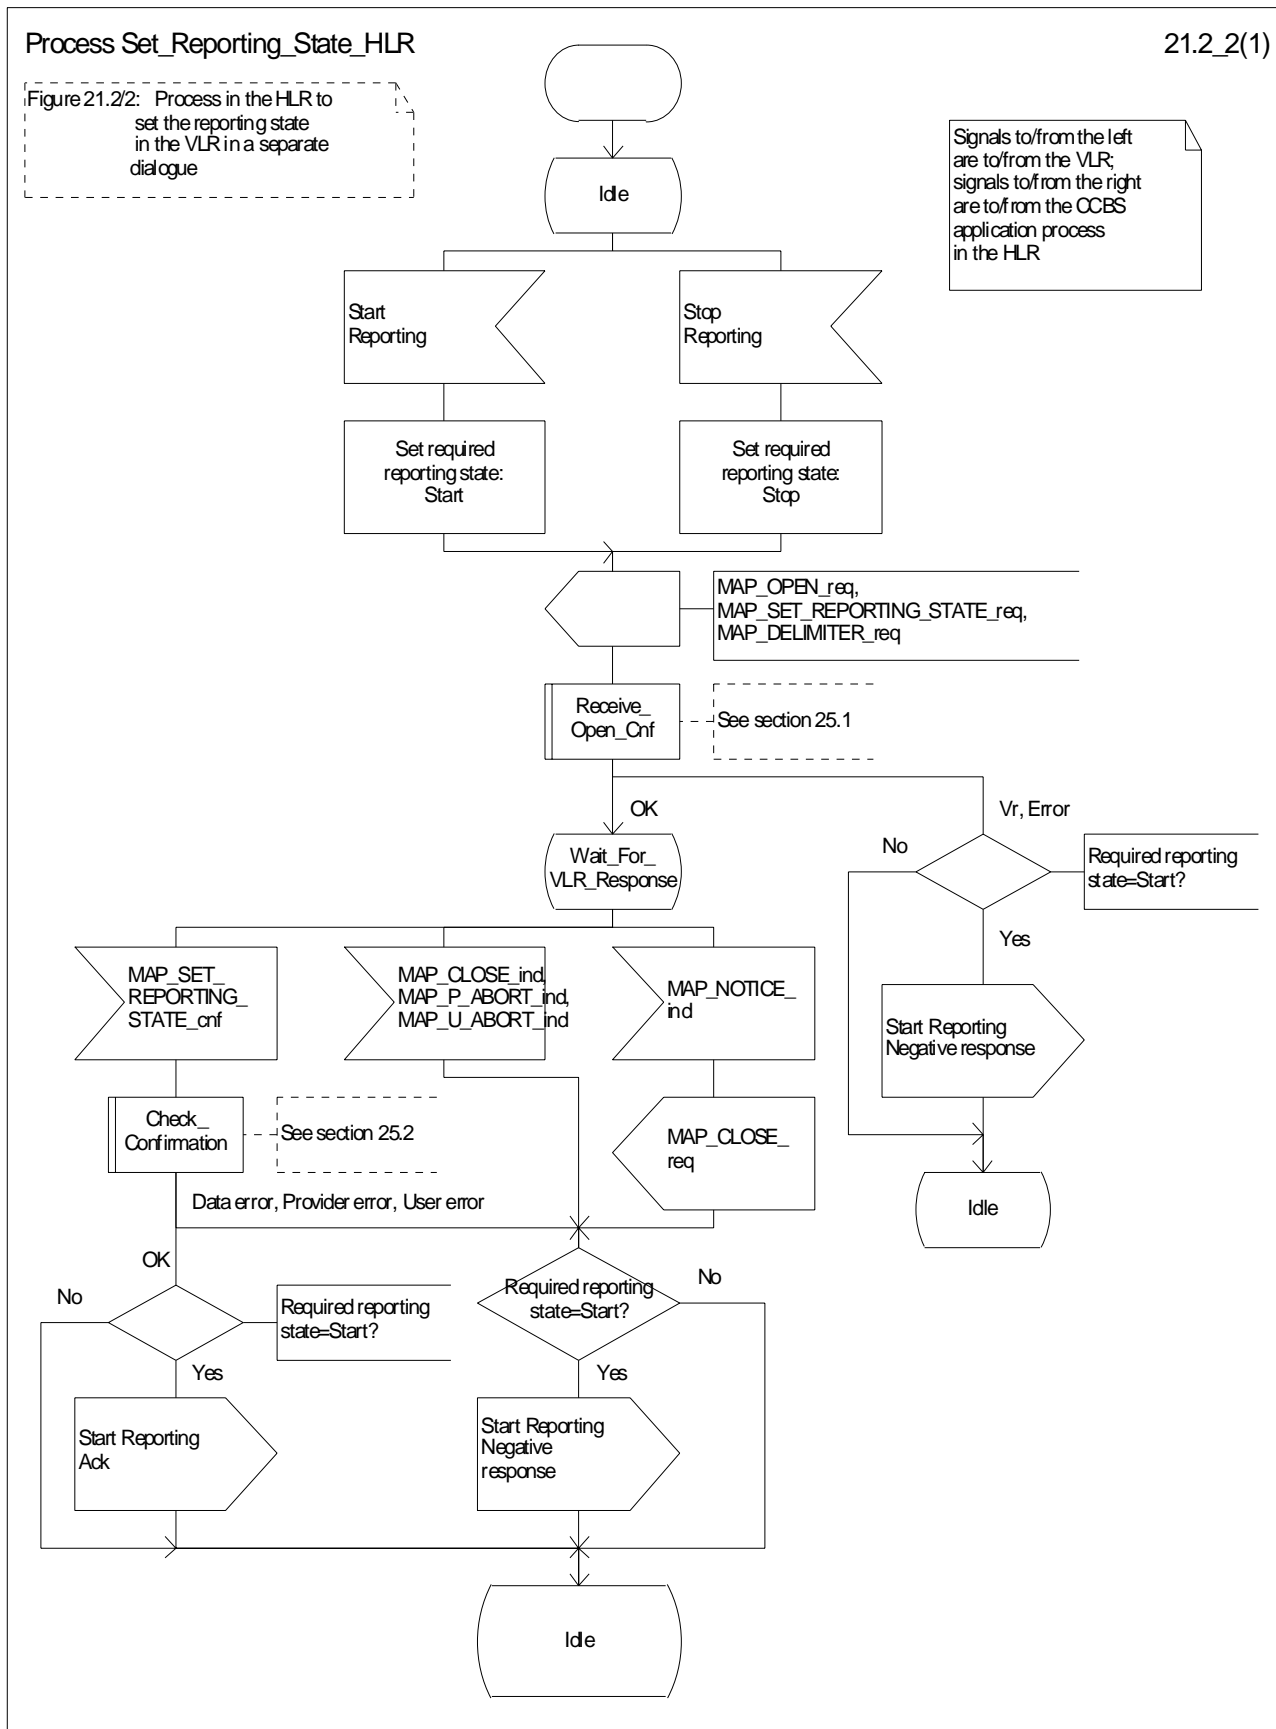 Process Set_Reporting_State_HLR
21.2_2(1)
Figure 21.2/2: Process in the HLR to
set the reporting state
in the VLR in a separate
dialogue
Signals to/from the left
are to/from the VLR;
signals to/from the right
are to/from the CCBS
application process
in the HLR
Idle
Start
Reporting
Stop
Reporting
Set required
reporting state:
Start
Set required
reporting state:
Stop
MAP_OPEN_req,
MAP_SET_REPORTING_STATE_req,
MAP_DELIMITER_req
Receive_
Open_Cnf
See section 25.1
OK
Vr, Error
Wait_For_
VLR_Response
No
Required reporting
state=Start?
Yes
MAP_SET_
REPORTING_
STATE_cnf
MAP_CLOSE_ind,
MAP_P_ABORT_ind,
MAP_U_ABORT_ind
MAP_NOTICE_
ind
Start Reporting
Negative response
Check_
Confirmation
See section 25.2
MAP_CLOSE_
req
Data error, Provider error, User error
Idle
OK
No
Required reporting
state=Start?
Required reporting
state=Start?
No
Yes
Yes
Start Reporting
Ack
Start Reporting
Negative
response
Idle